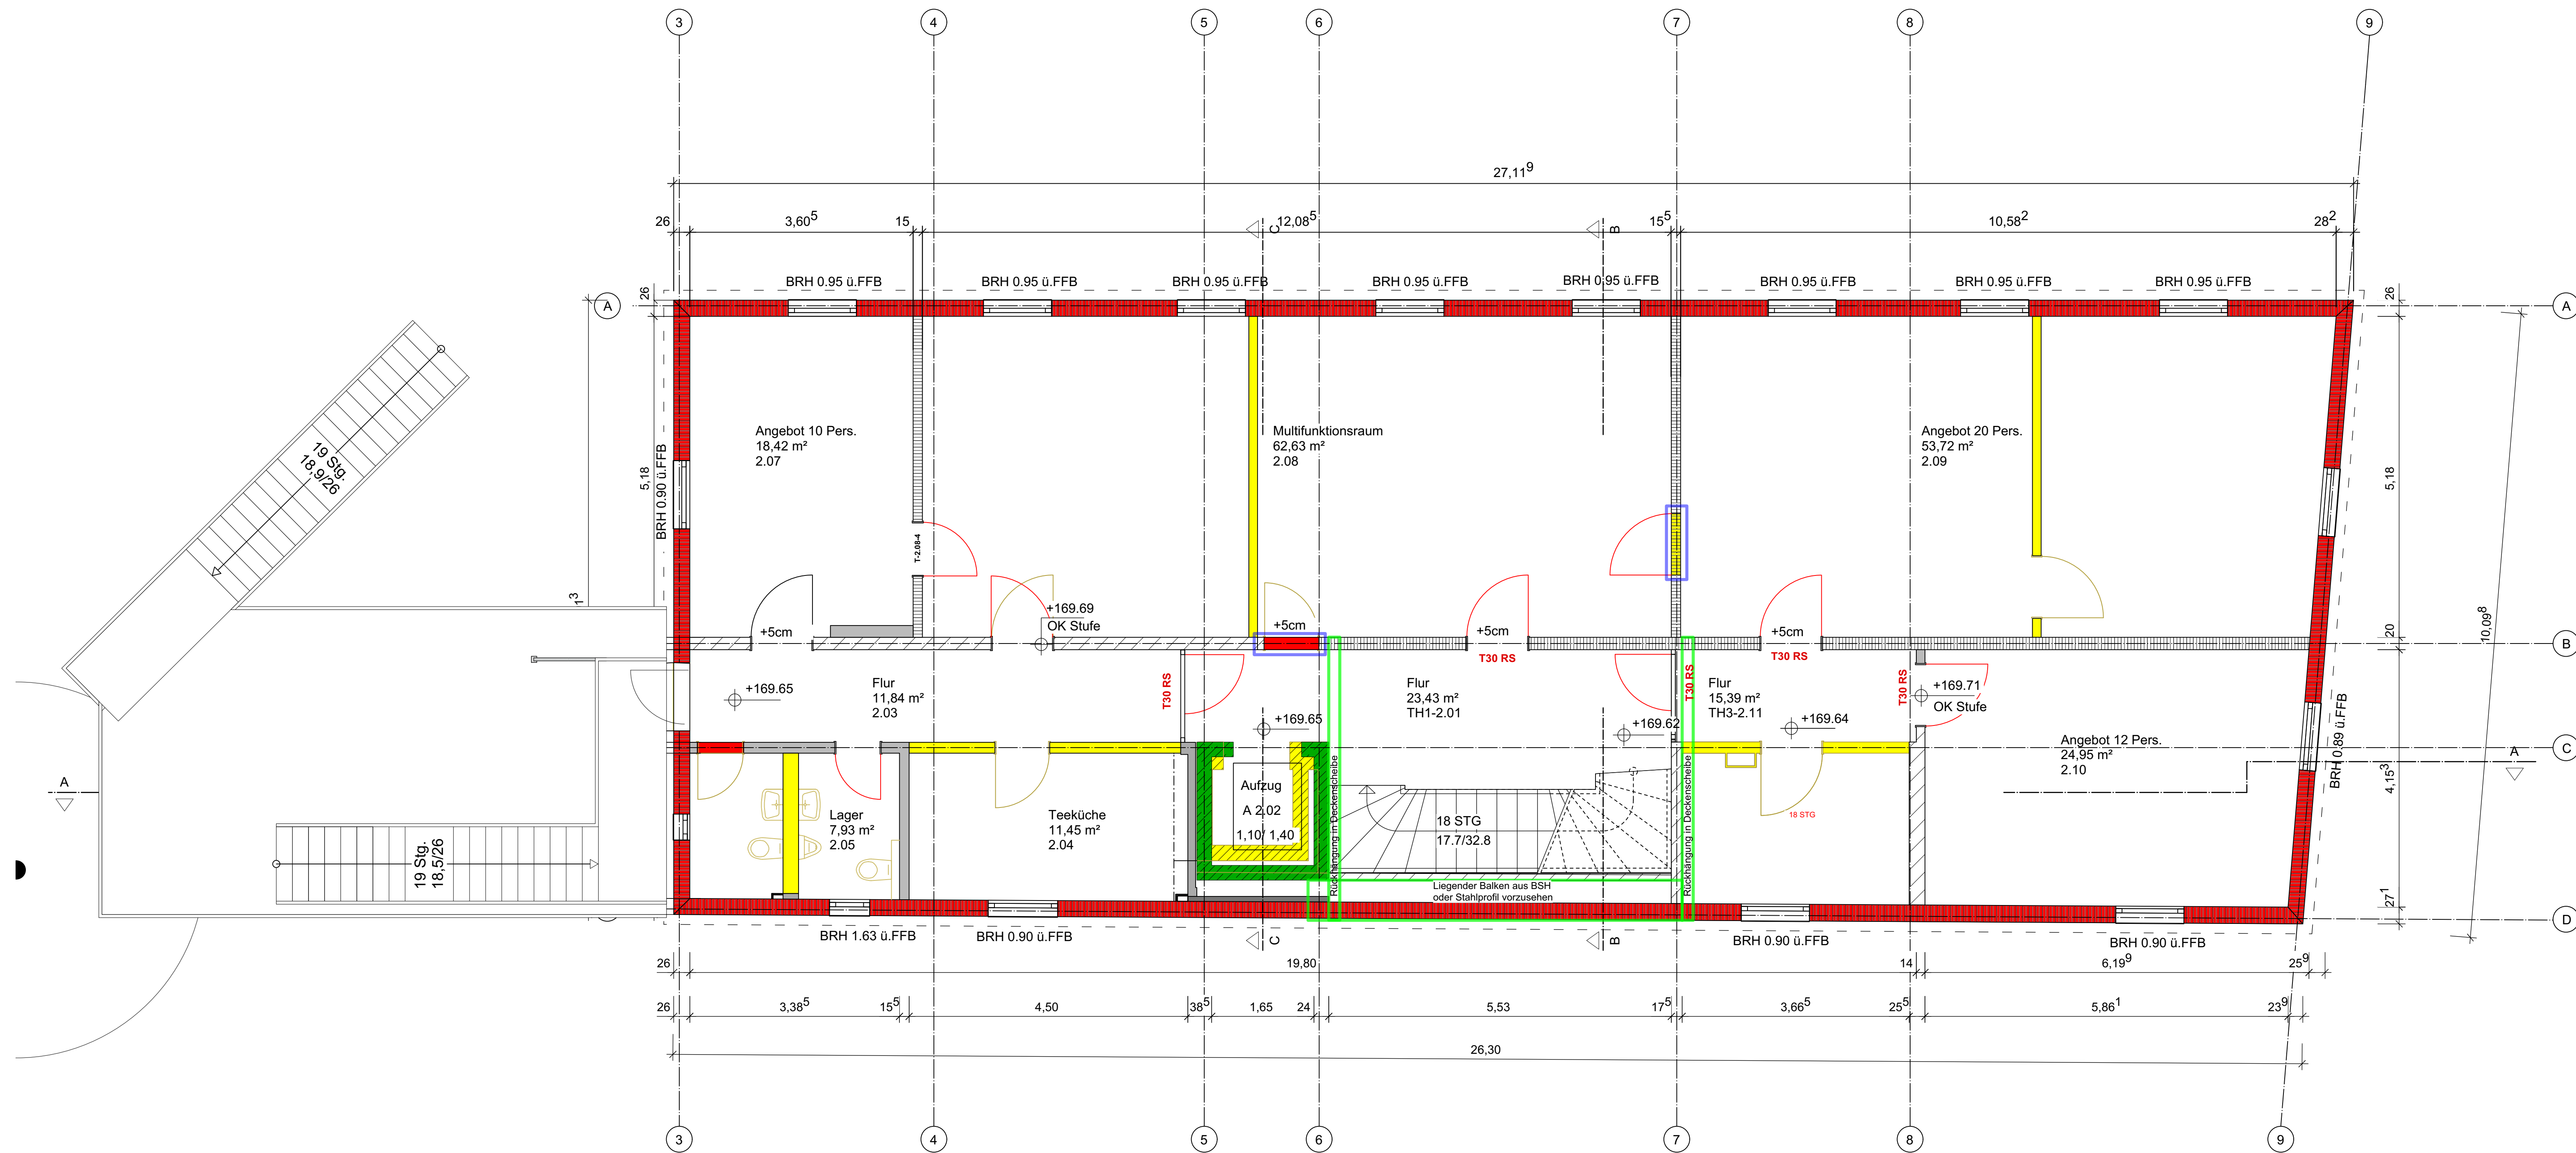 3
4
5
6
7
8
9
27,11⁹
26
3,60⁵
15
12,08⁵
15⁵
10,58²
28²
C
B
BRH 0.95 ü.FFB
BRH 0.95 ü.FFB
BRH 0.95 ü.FFB
BRH 0.95 ü.FFB
BRH 0.95 ü.FFB
BRH 0.95 ü.FFB
BRH 0.95 ü.FFB
BRH 0.95 ü.FFB
A
26
26
A
5,18
BRH 0.90 ü.FFB
1³
19 Stg.
18,9/26
Angebot 10 Pers.
18,42 m²
2.07
Multifunktionsraum
62,63 m²
2.08
Angebot 20 Pers.
53,72 m²
2.09
5,18
T-2.08-4
+169.69
OK Stufe
+5cm
+5cm
+5cm
+5cm
T30 RS
T30 RS
20
10,09⁸
B
Flur
11,84 m²
2.03
+169.65
T30 RS
+169.65
Flur
23,43 m²
TH1-2.01
+169.62
T30 RS
Flur
15,39 m²
TH3-2.11
+169.64
T30 RS
+169.71
OK Stufe
Angebot 12 Pers.
24,95 m²
2.10
BRH 0.89 ü.FFB
4,15³
C
A
A
19 Stg.
18,5/26
Lager
7,93 m²
2.05
Teeküche
11,45 m²
2.04
Aufzug
A 2.02
1,10/ 1,40
Rückhängung in Deckenscheibe
18 STG
17.7/32.8
Rückhängung in Deckenscheibe
18 STG
Liegender Balken aus BSH
oder Stahlprofil vorzusehen
27¹
D
BRH 1.63 ü.FFB
BRH 0.90 ü.FFB
C
B
BRH 0.90 ü.FFB
BRH 0.90 ü.FFB
26
19,80
14
6,19⁹
25⁹
26
3,38⁵
15⁵
4,50
38⁵
1,65
24
5,53
17⁵
3,66⁵
25⁵
5,86¹
23⁹
26,30
3
4
5
6
7
8
9